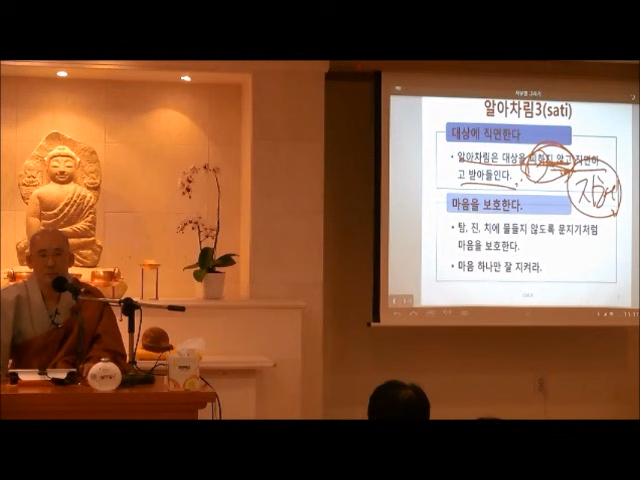 알아차림3(sati)
대상에 직면한다
알아차림은 대상을 피하지 않고 직면하
고 받아들인다.
마음을 보호한다.
탐, 진, 치에 물들지 않도록 문지기처럼
마음을 보호한다.
마음 하나만 잘 지켜라.